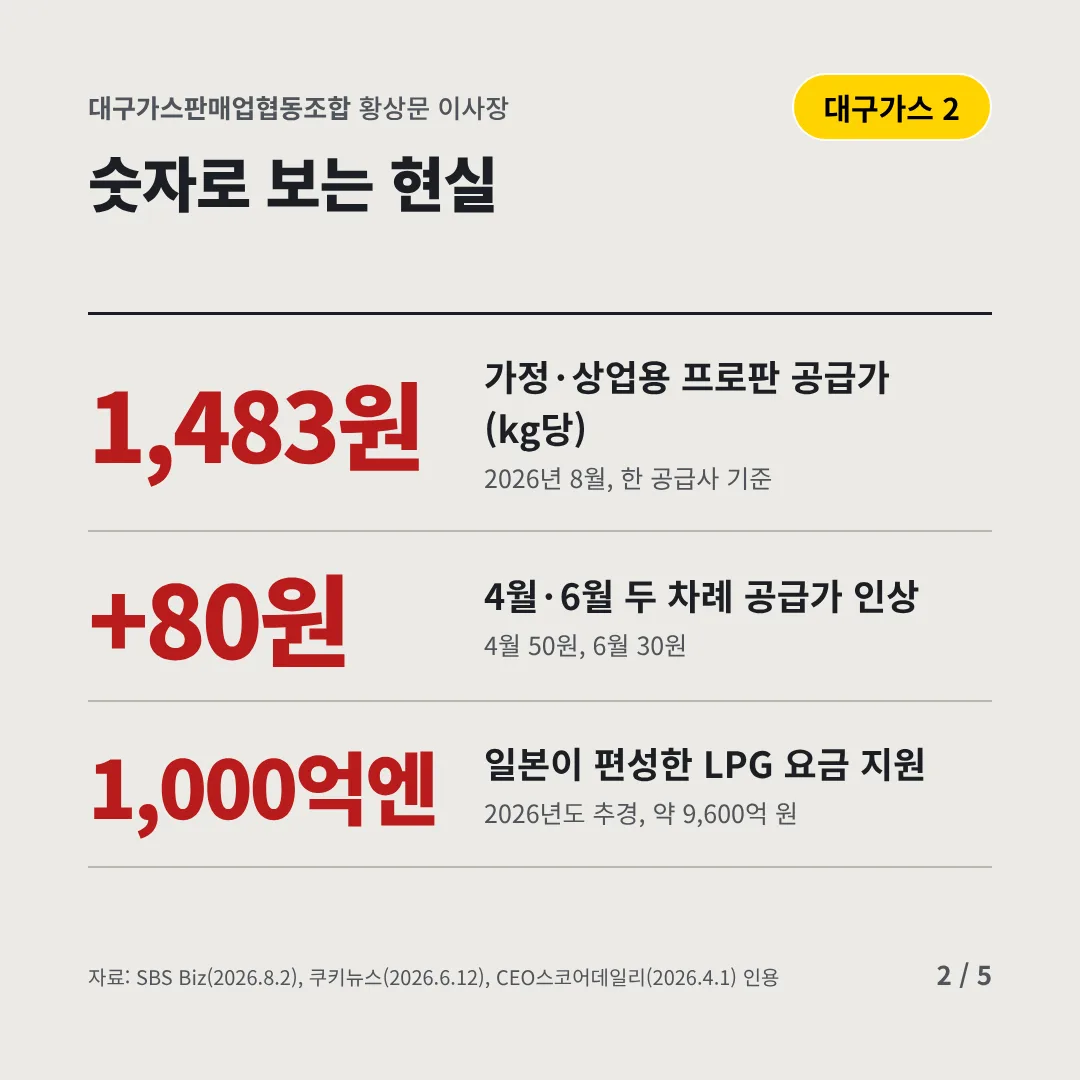 대구가스판매업협동조합 황상문 이사장
대구가스 2
숫자로 보는 현실
1,483원
가정·상업용 프로판 공급가
(kg당)
2026년 8월, 한 공급사 기준
+80원
4월·6월 두 차례 공급가 인상
4월 50원, 6월 30원
1,000억엔
일본이 편성한 LPG 요금 지원
2026년도 추경, 약 9,600억 원
자료: SBS Biz(2026.8.2), 쿠키뉴스(2026.6.12), CEO스코어데일리(2026.4.1) 인용
2 / 5